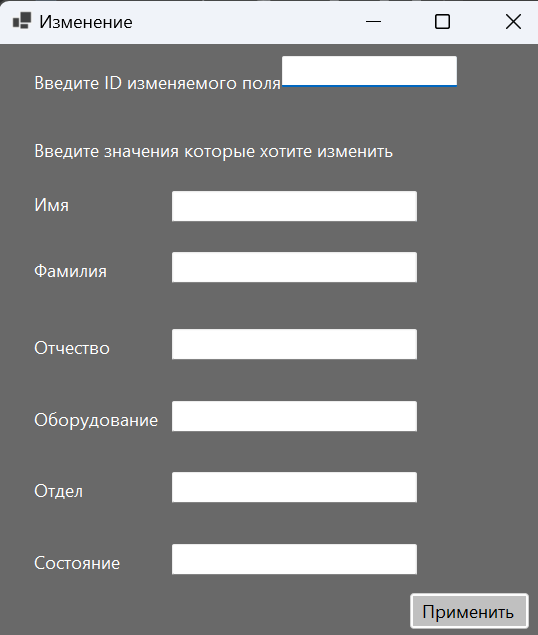 Изменение
Введите ID изменяемого поля
Введите значения которые хотите изменить
Имя
Фамилия
Отчество
Оборудование
Отдел
Состояние
Применить